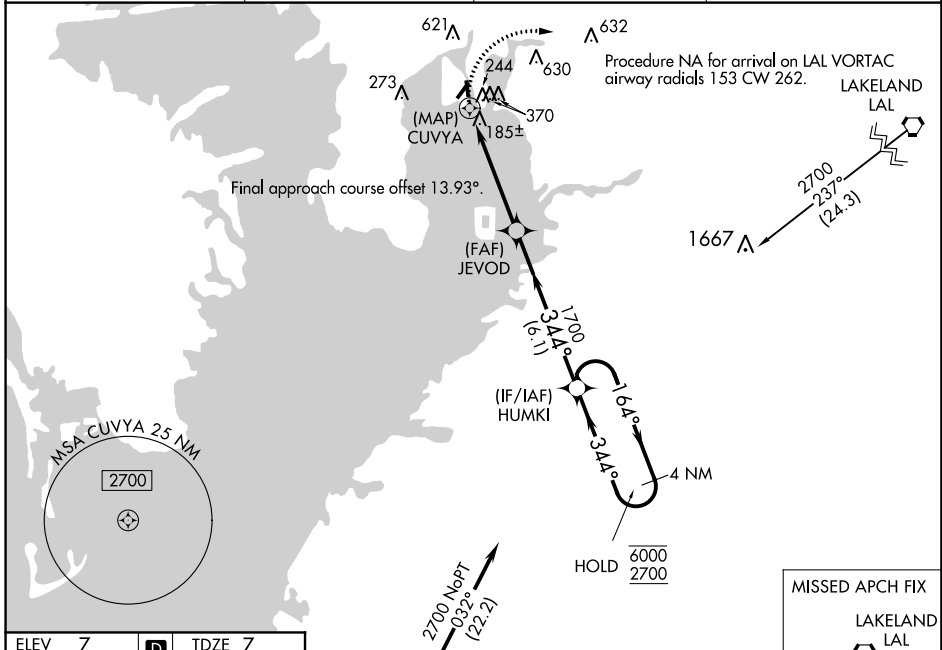 621
632
630
Procedure NA for arrival on LAL VORTAC
airway radials 153 CW 262.
244
273
370
(MAP)
CUVYA
185±
LAKELAND
LAL
2700
237°
(24.3)
1667
Final approach course offset 13.93°.
(FAF)
JEVOD
1700
344°
(6.1)
(IF/IAF)
HUMKI
164°
344°
4 NM
HOLD
6000
2700
MSA CUVYA 25 NM
2700
2700 NoPT
032°
(22.2)
MISSED APCH FIX
LAKELAND
LAL
ELEV 7
D
TDZE 7